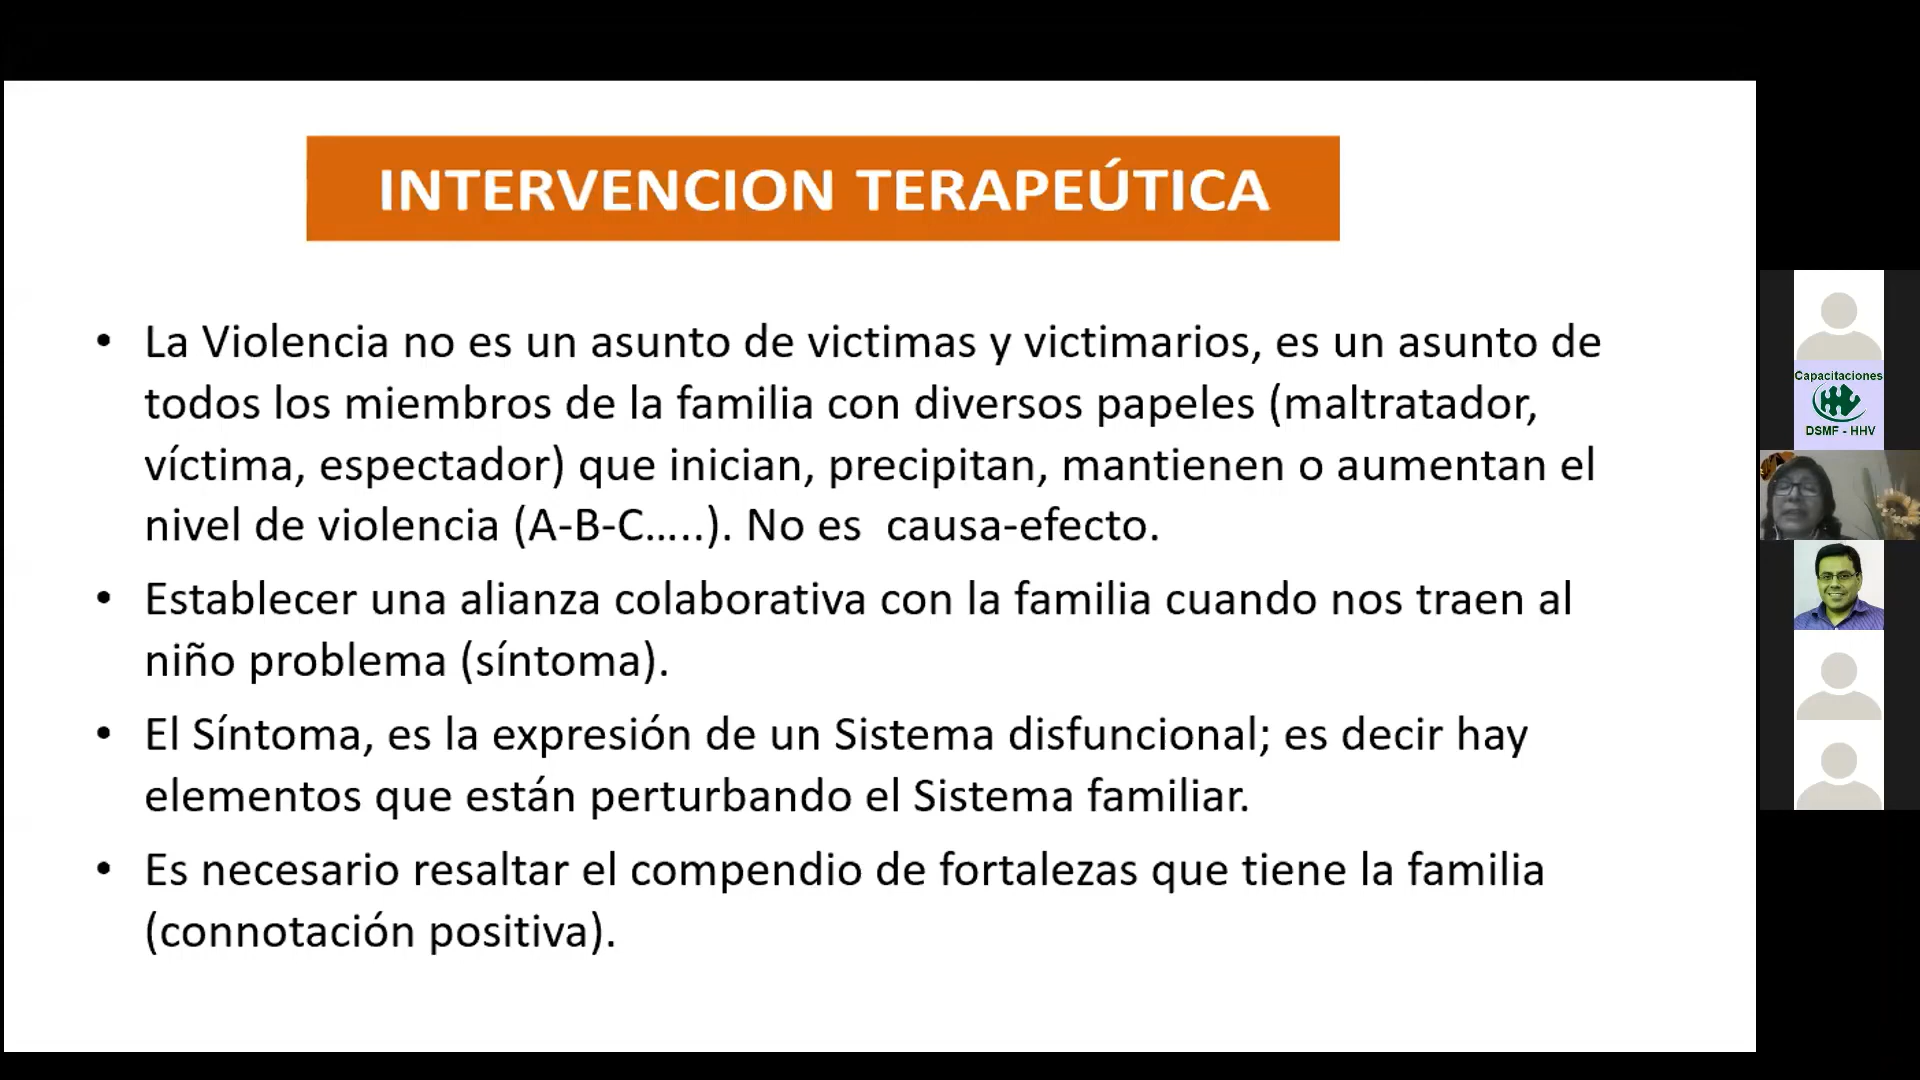 INTERVENCION TERAPEÚTICA
• La Violencia no es un asunto de victimas y victimarios, es un asunto de
todos los miembros de la familia con diversos papeles (maltratador,
víctima, espectador) que inician, precipitan, mantienen o aumentan el
nivel de violencia (A-B-C…..). No es  causa-efecto.
• Establecer una alianza colaborativa con la familia cuando nos traen al
niño problema (síntoma).
• El Síntoma, es la expresión de un Sistema disfuncional; es decir hay
elementos que están perturbando el Sistema familiar.
• Es necesario resaltar el compendio de fortalezas que tiene la familia
(connotación positiva).
Capacitaciones
DSMF - HHV